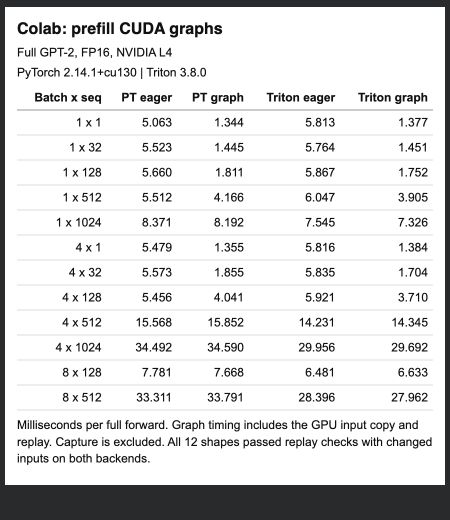 Colab: prefill CUDA graphs
Full GPT-2, FP16, NVIDIA L4
PyTorch 2.14.1+cu130 | Triton 3.8.0
Batch x seq PT eager PT graph Triton eager Triton graph
1 x 1 5.063 1.344 5.813 1.377
1 x 32 5.523 1.445 5.764 1.451
1 x 128 5.660 1.811 5.867 1.752
1 x 512 5.512 4.166 6.047 3.905
1 x 1024 8.371 8.192 7.545 7.326
4 x 1 5.479 1.355 5.816 1.384
4 x 32 5.573 1.855 5.835 1.704
4 x 128 5.456 4.041 5.921 3.710
4 x 512 15.568 15.852 14.231 14.345
4 x 1024 34.492 34.590 29.956 29.692
8 x 128 7.781 7.668 6.481 6.633
8 x 512 33.311 33.791 28.396 27.962
Milliseconds per full forward. Graph timing includes the GPU input copy and
replay. Capture is excluded. All 12 shapes passed replay checks with changed
inputs on both backends.